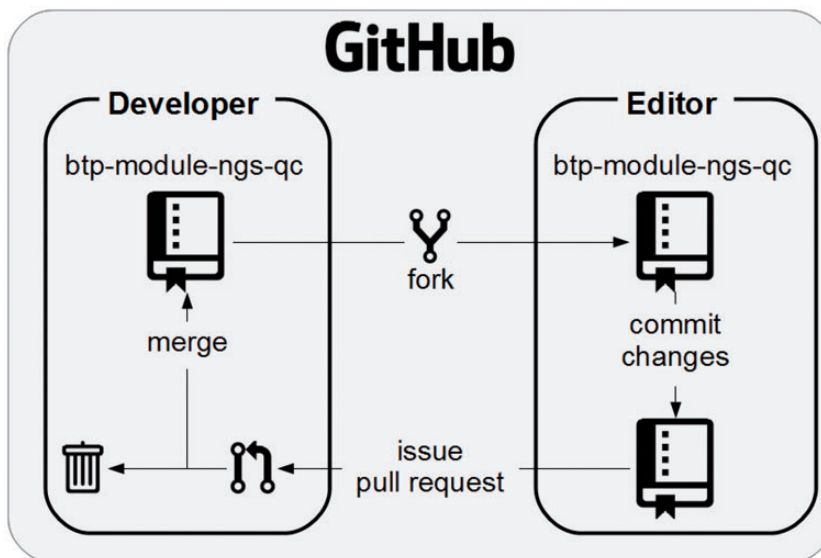 GitHub
Developer
Editor
btp-module-ngs-qc
btp-module-ngs-qc
fork
merge
commit
changes
issue
pull request